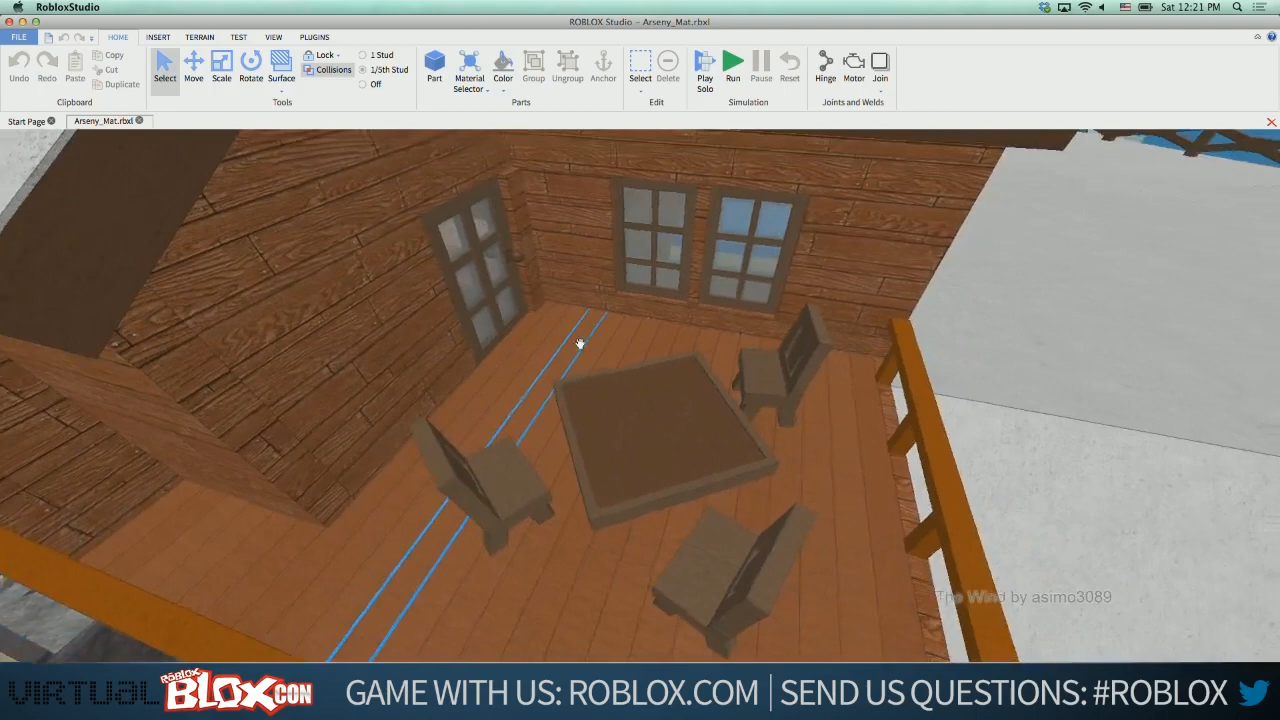 RobloxStudio
Sat 12:21 PM
ROBLOX Studio – Arseny_Mat.rbxl
FILE
HOME
INSERT
TERRAIN
TEST
VIEW
PLUGINS
Undo
Redo
Paste
Copy
Cut
Duplicate
Clipboard
Select
Move
Scale
Rotate
Surface
Lock
Collisions
1 Stud
1/5th Stud
Off
Tools
Part
Material Selector
Color
Group
Ungroup
Anchor
Parts
Select
Delete
Edit
Play Solo
Run
Pause
Reset
Simulation
Hinge
Motor
Join
Joints and Welds
Start Page
Arseny_Mat.rbxl
The Wind by asimo3089
VIRTUAL ROBLOX BLOXCON
GAME WITH US: ROBLOX.COM | SEND US QUESTIONS: #ROBLOX